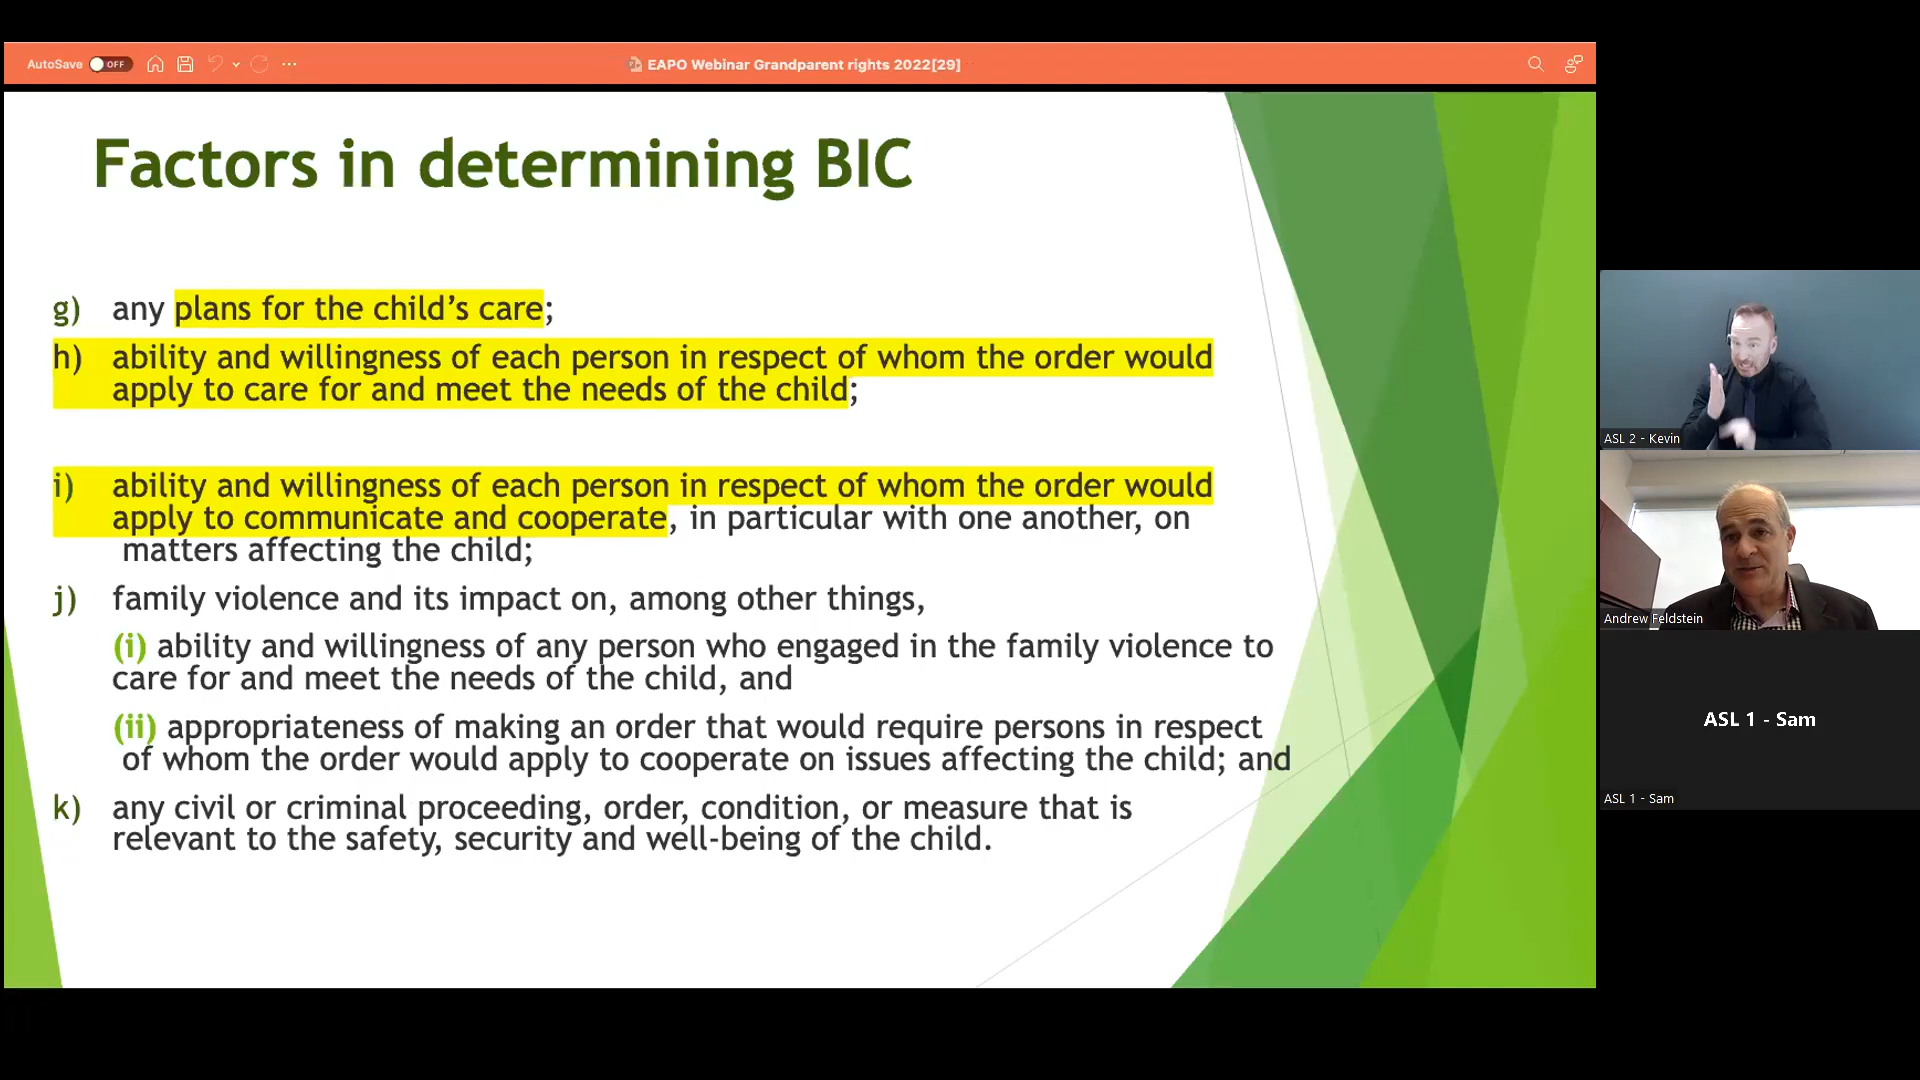 AutoSave OFF
EAPO Webinar Grandparent rights 2022[29]
Factors in determining BIC
g) any plans for the child’s care;
h) ability and willingness of each person in respect of whom the order would
apply to care for and meet the needs of the child;
i) ability and willingness of each person in respect of whom the order would
apply to communicate and cooperate, in particular with one another, on
matters affecting the child;
j) family violence and its impact on, among other things,
(i) ability and willingness of any person who engaged in the family violence to
care for and meet the needs of the child, and
(ii) appropriateness of making an order that would require persons in respect
of whom the order would apply to cooperate on issues affecting the child; and
k) any civil or criminal proceeding, order, condition, or measure that is
relevant to the safety, security and well-being of the child.
ASL 2 - Kevin
Andrew Feldstein
ASL 1 - Sam
ASL 1 - Sam